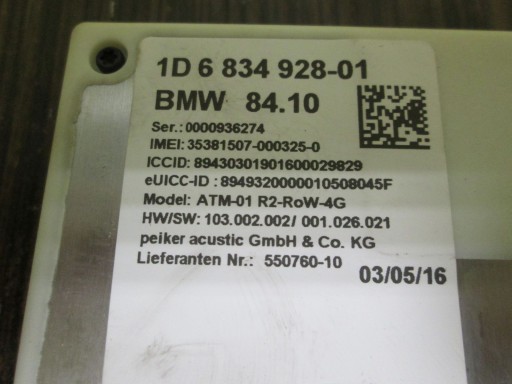 1D 6 834 928-01
BMW 84.10
Ser.: 0000936274
IMEI: 35381507-000325-0
ICCID: 89430301901600029829
eUICC-ID : 8949320000010508045F
Model: ATM-01 R2-RoW-4G
HW/SW: 103.002.002/ 001.026.021
peiker acustic GmbH & Co. KG
Lieferanten Nr.: 550760-10
03/05/16